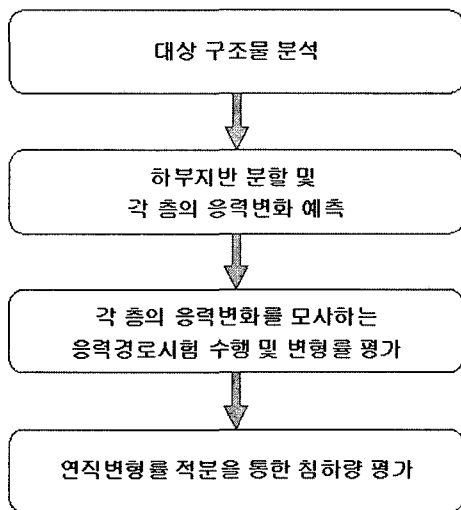 대상 구조물 분석
하부지반 분할 및
각 층의 응력변화 예측
각 층의 응력변화를 모사하는
응력경로시험 수행 및 변형률 평가
연직변형률 적분을 통한 침하량 평가